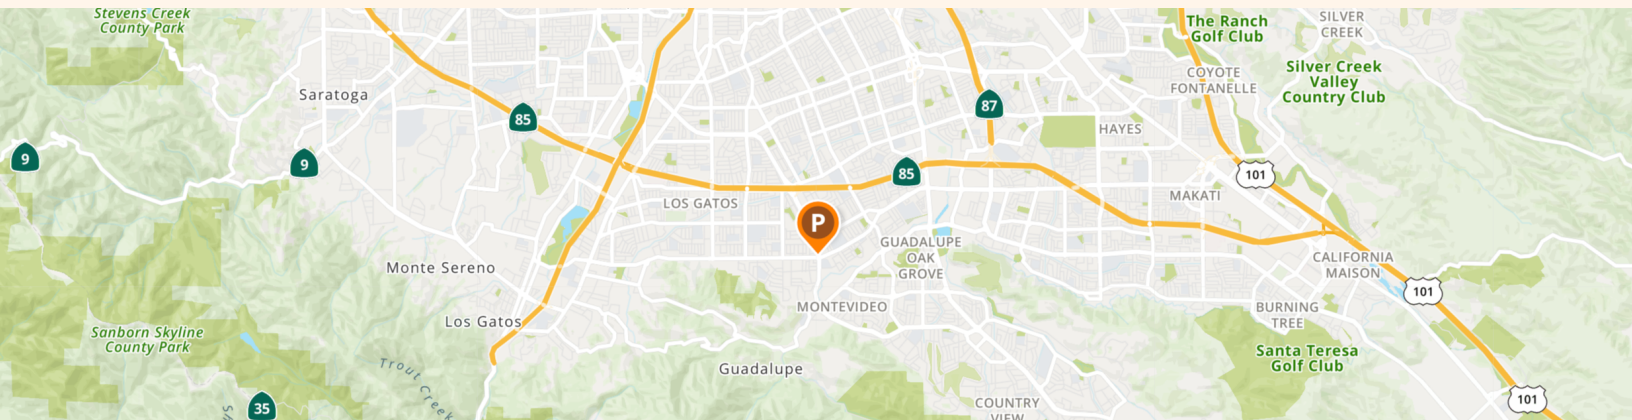 Stevens Creek
County Park
The Ranch
Golf Club
SILVER
CREEK
Silver Creek
Valley
Country Club
COYOTE
FONTANELLE
Saratoga
85
87
HAYES
9
9
85
101
MAKATI
LOS GATOS
P
GUADALUPE
OAK
GROVE
CALIFORNIA
MAISON
Monte Sereno
101
MONTEVIDEO
BURNING
TREE
Los Gatos
Sanborn Skyline
County Park
Santa Teresa
Golf Club
Trout Creek
Guadalupe
35
COUNTRY
VIEW
101